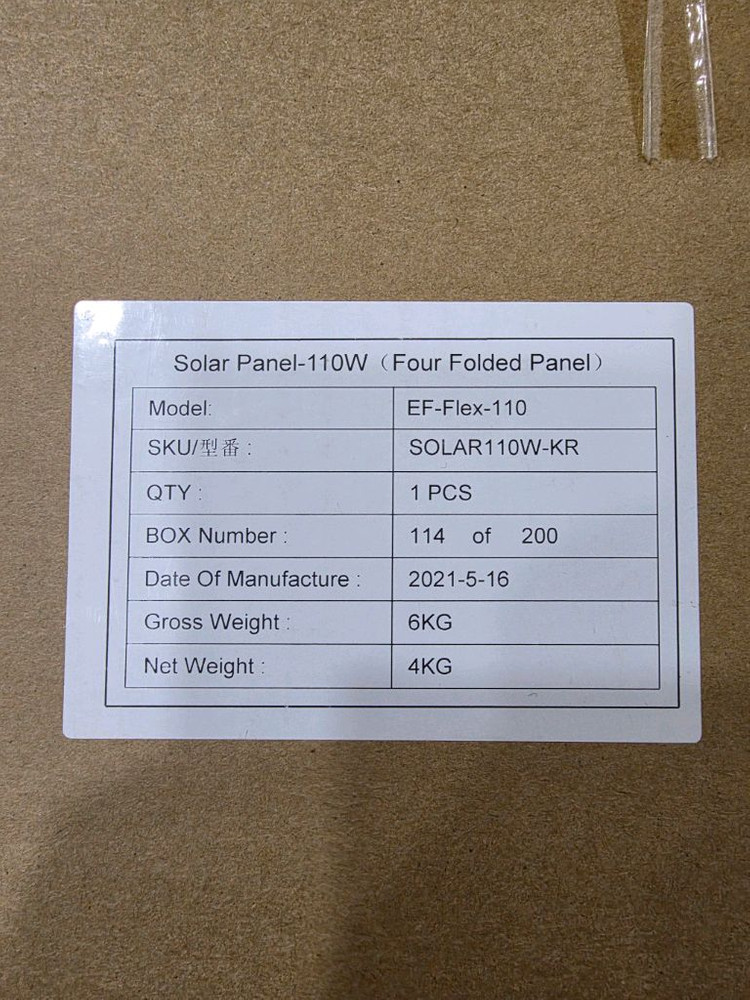 Solar Panel-110W（Four Folded Panel）
Model: EF-Flex-110
SKU/型番 : SOLAR110W-KR
QTY : 1 PCS
BOX Number : 114 of 200
Date Of Manufacture : 2021-5-16
Gross Weight : 6KG
Net Weight : 4KG